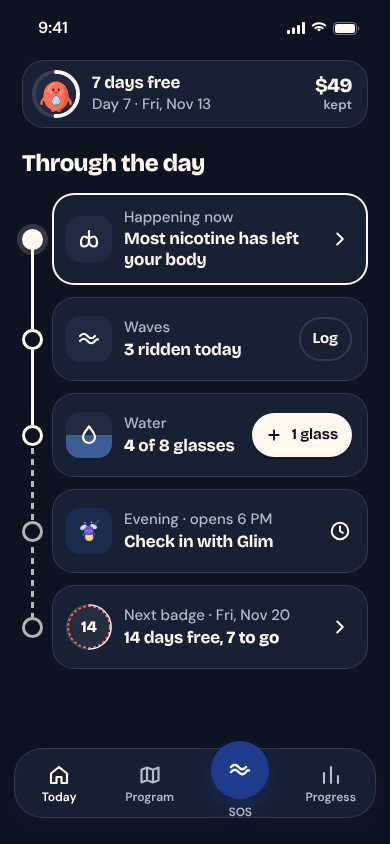 9:41
7 days free
$49
Day 7 · Fri, Nov 13
kept
Through the day
Happening now
Most nicotine has left
your body
Waves
3 ridden today
Log
Water
4 of 8 glasses
+ 1 glass
Evening · opens 6 PM
Check in with Glim
14
Next badge · Fri, Nov 20
14 days free, 7 to go
Today
Program
SOS
Progress